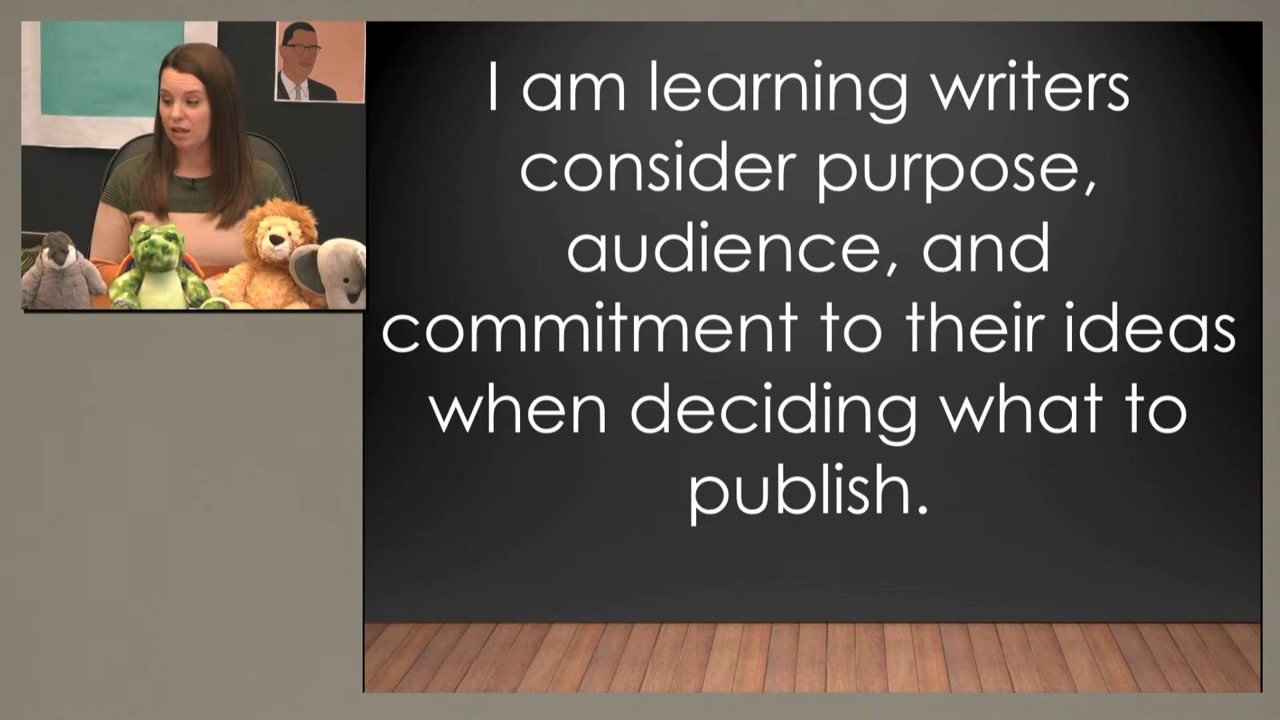 I am learning writers
consider purpose,
audience, and
commitment to their ideas
when deciding what to
publish.